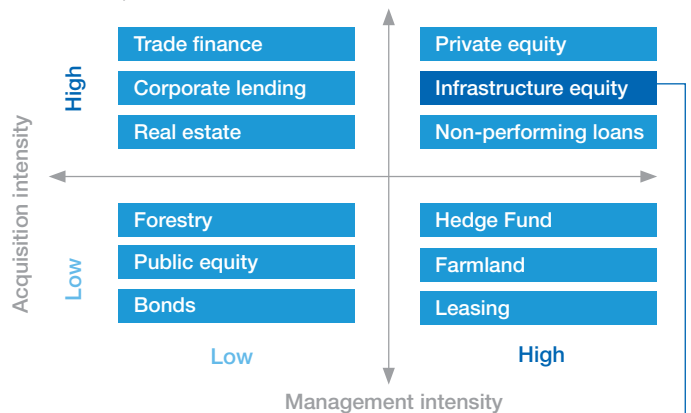 Trade finance
Private equity
Corporate lending
Infrastructure equity
Real estate
Non-performing loans
High
Acquisition intensity
Forestry
Hedge Fund
Public equity
Farmland
Bonds
Leasing
Low
Low
High
Management intensity